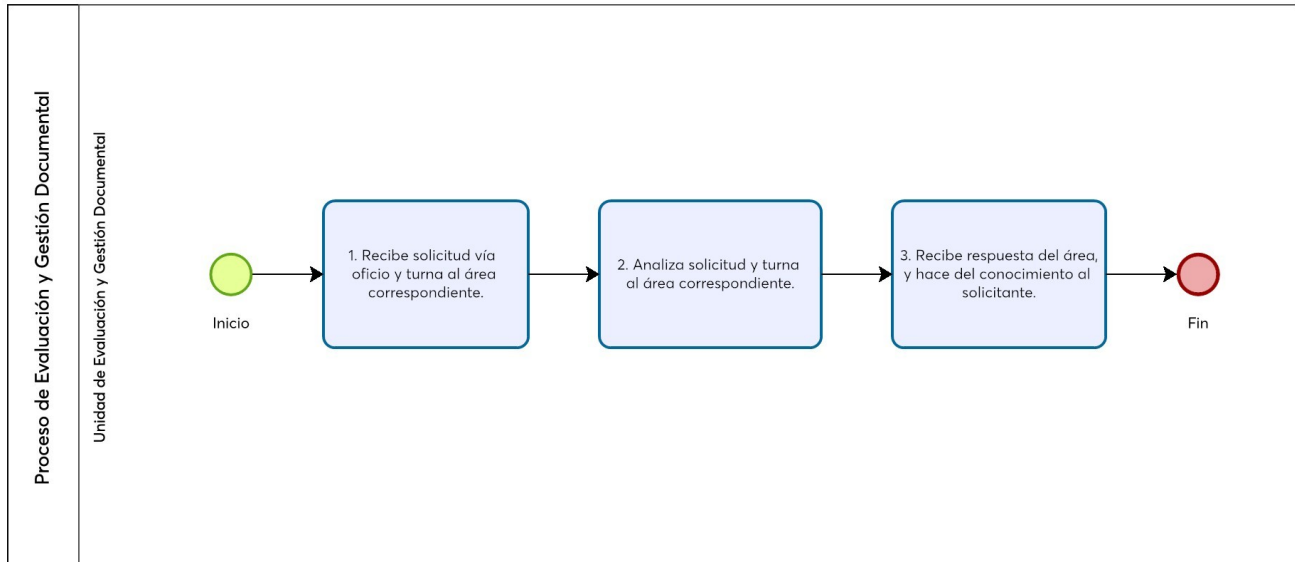 Proceso de Evaluación y Gestión Documental
Unidad de Evaluación y Gestión Documental
Inicio
1. Recibe solicitud vía
oficio y turna al área
correspondiente.
2. Analiza solicitud y turna
al área correspondiente.
3. Recibe respuesta del área,
y hace del conocimiento al
solicitante.
Fin